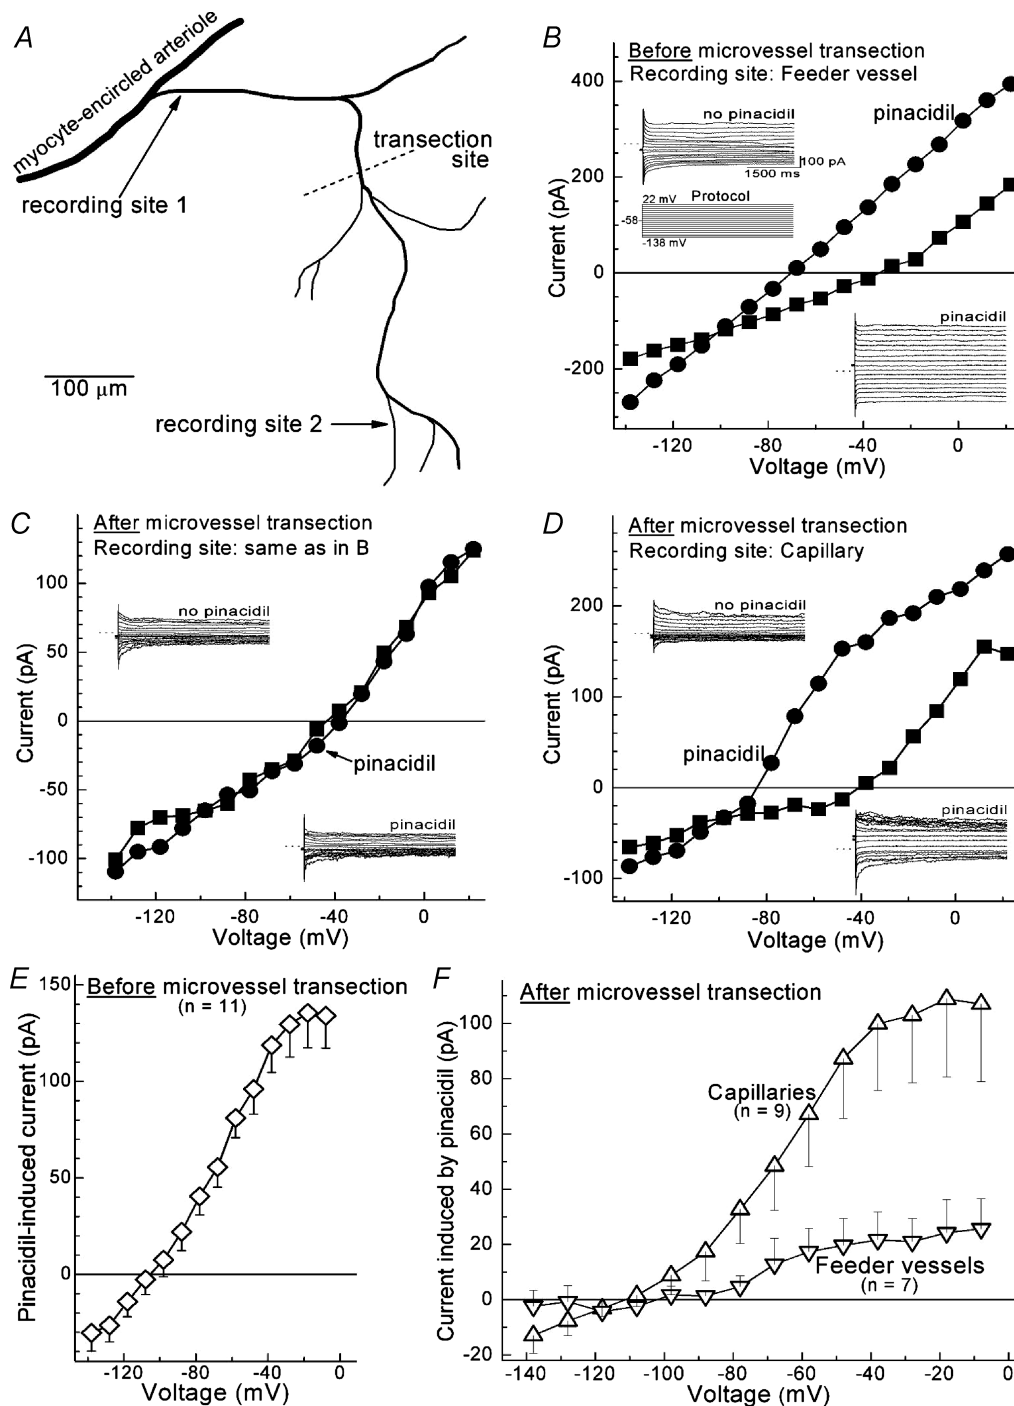 A
myocyte-encircled arteriole
transection
site
recording site 1
100 μm
recording site 2
B
Before microvessel transection
Recording site: Feeder vessel
400
200
0
-200
Current (pA)
pinacidil
no pinacidil
100 pA
1500 ms
22 mV
Protocol
-58
-138 mV
pinacidil
-120
-80
-40
0
Voltage (mV)
C
After microvessel transection
Recording site: same as in B
100
50
0
-50
-100
Current (pA)
no pinacidil
pinacidil
pinacidil
-120
-80
-40
0
Voltage (mV)
D
After microvessel transection
Recording site: Capillary
200
100
0
-100
Current (pA)
no pinacidil
pinacidil
pinacidil
-120
-80
-40
0
Voltage (mV)
E
Before microvessel transection
(n = 11)
150
100
50
0
Pinacidil-induced current (pA)
-120
-80
-40
0
Voltage (mV)
F
After microvessel transection
100
80
60
40
20
0
-20
Current induced by pinacidil (pA)
Capillaries
(n = 9)
Feeder vessels
(n = 7)
-140
-120
-100
-80
-60
-40
-20
0
Voltage (mV)